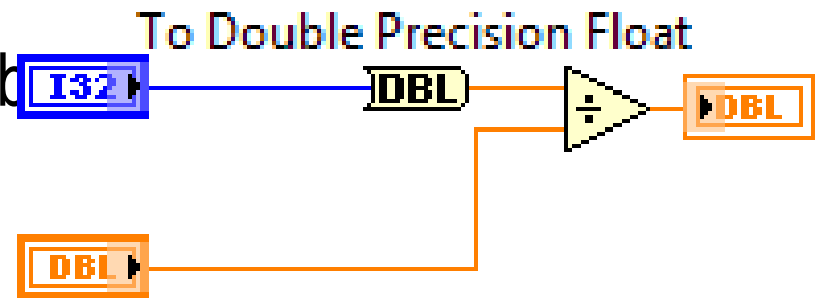 To Double Precision Float
b
I32
DBL
÷
DBL
DBL